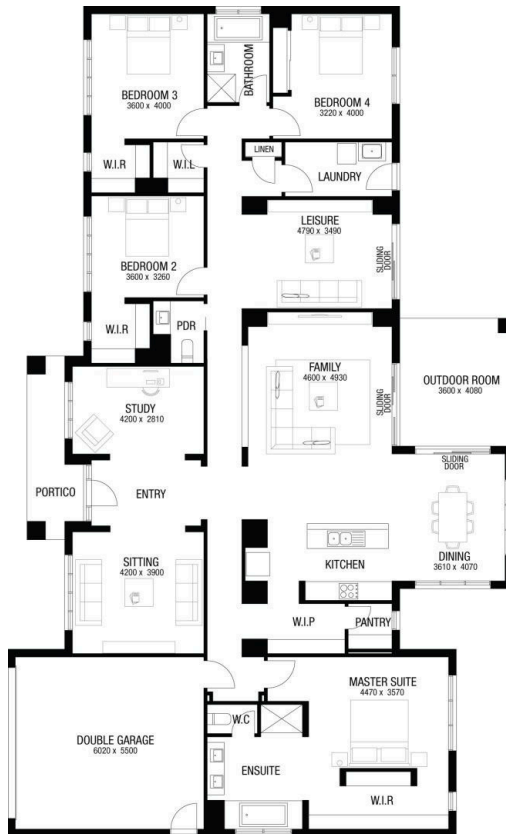 BATHROOM
BEDROOM 3
3600 x 4000
BEDROOM 4
3220 x 4000
LINEN
W.I.R
W.I.L
LAUNDRY
LEISURE
4790 x 3490
SLIDING
DOOR
BEDROOM 2
3600 x 3260
W.I.R
PDR
FAMILY
4600 x 4930
SLIDING
DOOR
OUTDOOR ROOM
3600 x 4080
STUDY
4200 x 2810
SLIDING
DOOR
PORTICO
ENTRY
DINING
3610 x 4070
KITCHEN
SITTING
4200 x 3900
W.I.P
PANTRY
MASTER SUITE
4470 x 3570
W.C
DOUBLE GARAGE
6020 x 5500
ENSUITE
W.I.R